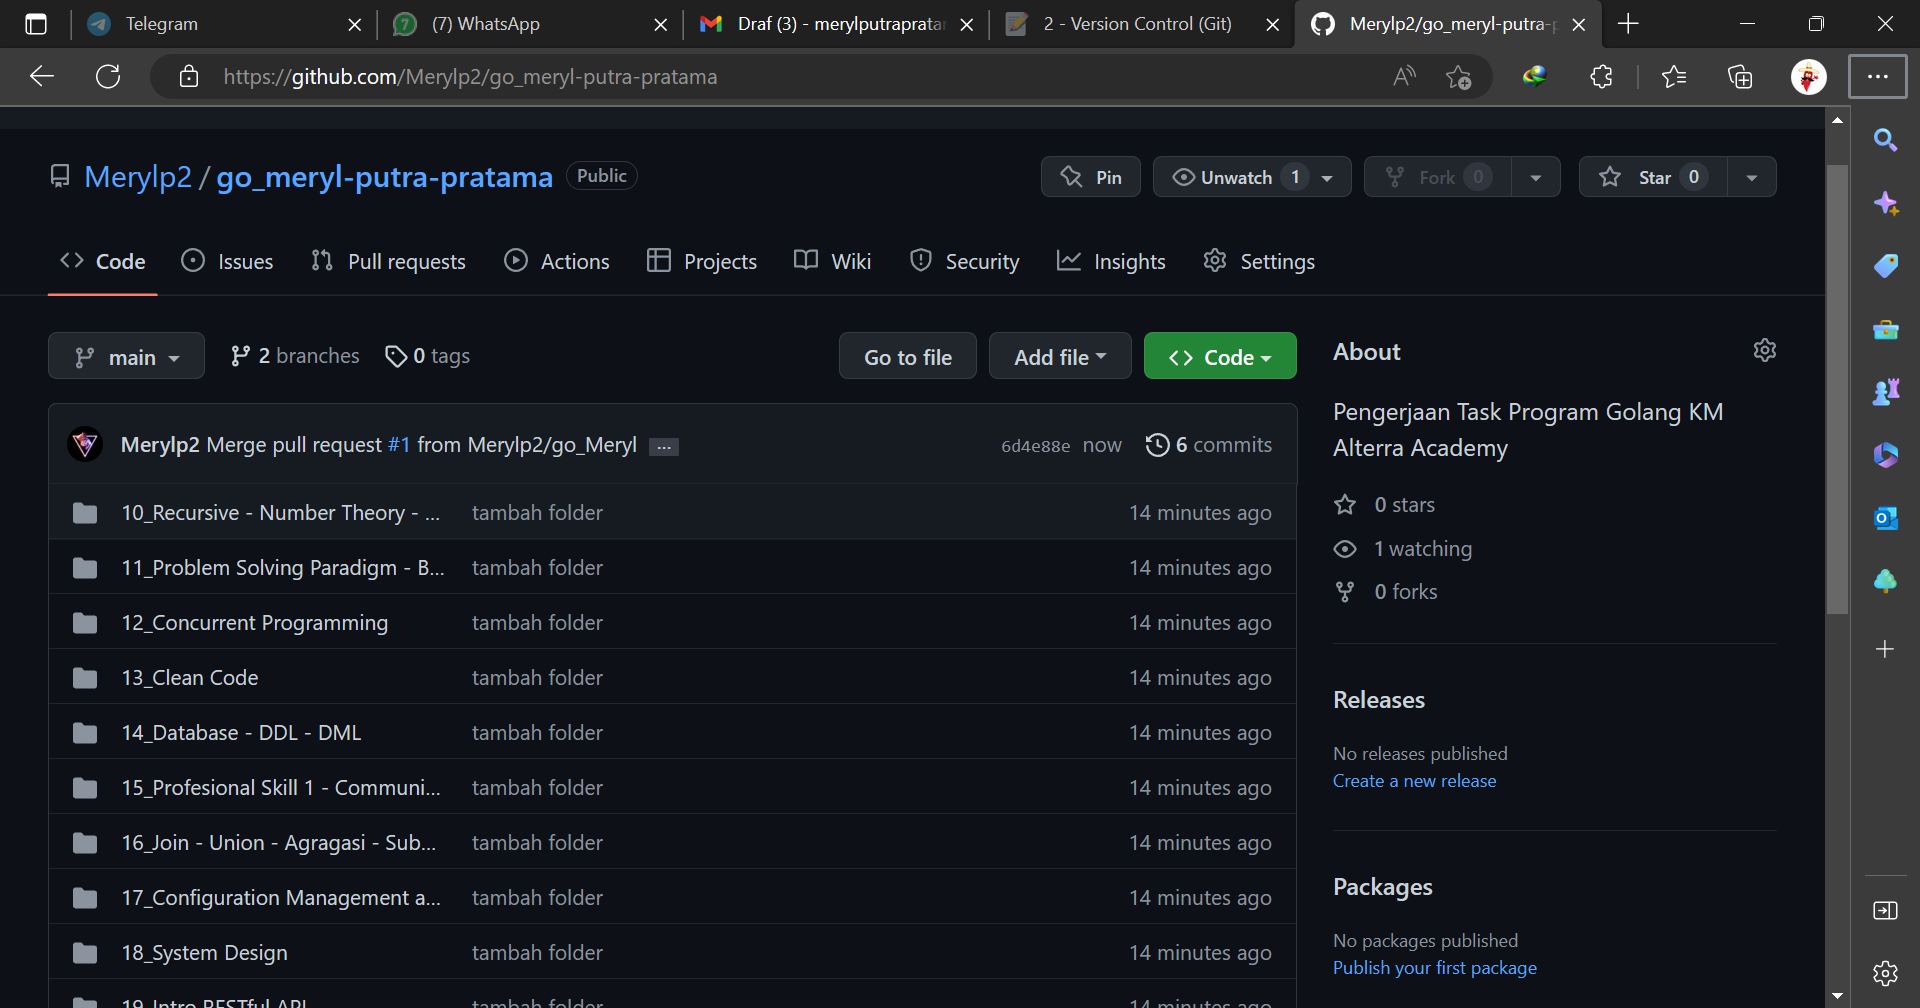 Telegram
(7) WhatsApp
Draf (3) - merylputrapratar
2 - Version Control (Git)
Merylp2/go_meryl-putra-p
https://github.com/Merylp2/go_meryl-putra-pratama
Merylp2 / go_meryl-putra-pratama Public
Pin
Unwatch 1
Fork 0
Star 0
Code
Issues
Pull requests
Actions
Projects
Wiki
Security
Insights
Settings
main
2 branches
0 tags
Go to file
Add file
Code
Merylp2 Merge pull request #1 from Merylp2/go_Meryl ...
6d4e88e now 6 commits
10_Recursive - Number Theory - ... tambah folder 14 minutes ago
11_Problem Solving Paradigm - B... tambah folder 14 minutes ago
12_Concurrent Programming tambah folder 14 minutes ago
13_Clean Code tambah folder 14 minutes ago
14_Database - DDL - DML tambah folder 14 minutes ago
15_Profesional Skill 1 - Communi... tambah folder 14 minutes ago
16_Join - Union - Agragasi - Sub... tambah folder 14 minutes ago
17_Configuration Management a... tambah folder 14 minutes ago
18_System Design tambah folder 14 minutes ago
19_Intro RESTful API tambah folder 14 minutes ago
About
Pengerjaan Task Program Golang KM
Alterra Academy
0 stars
1 watching
0 forks
Releases
No releases published
Create a new release
Packages
No packages published
Publish your first package